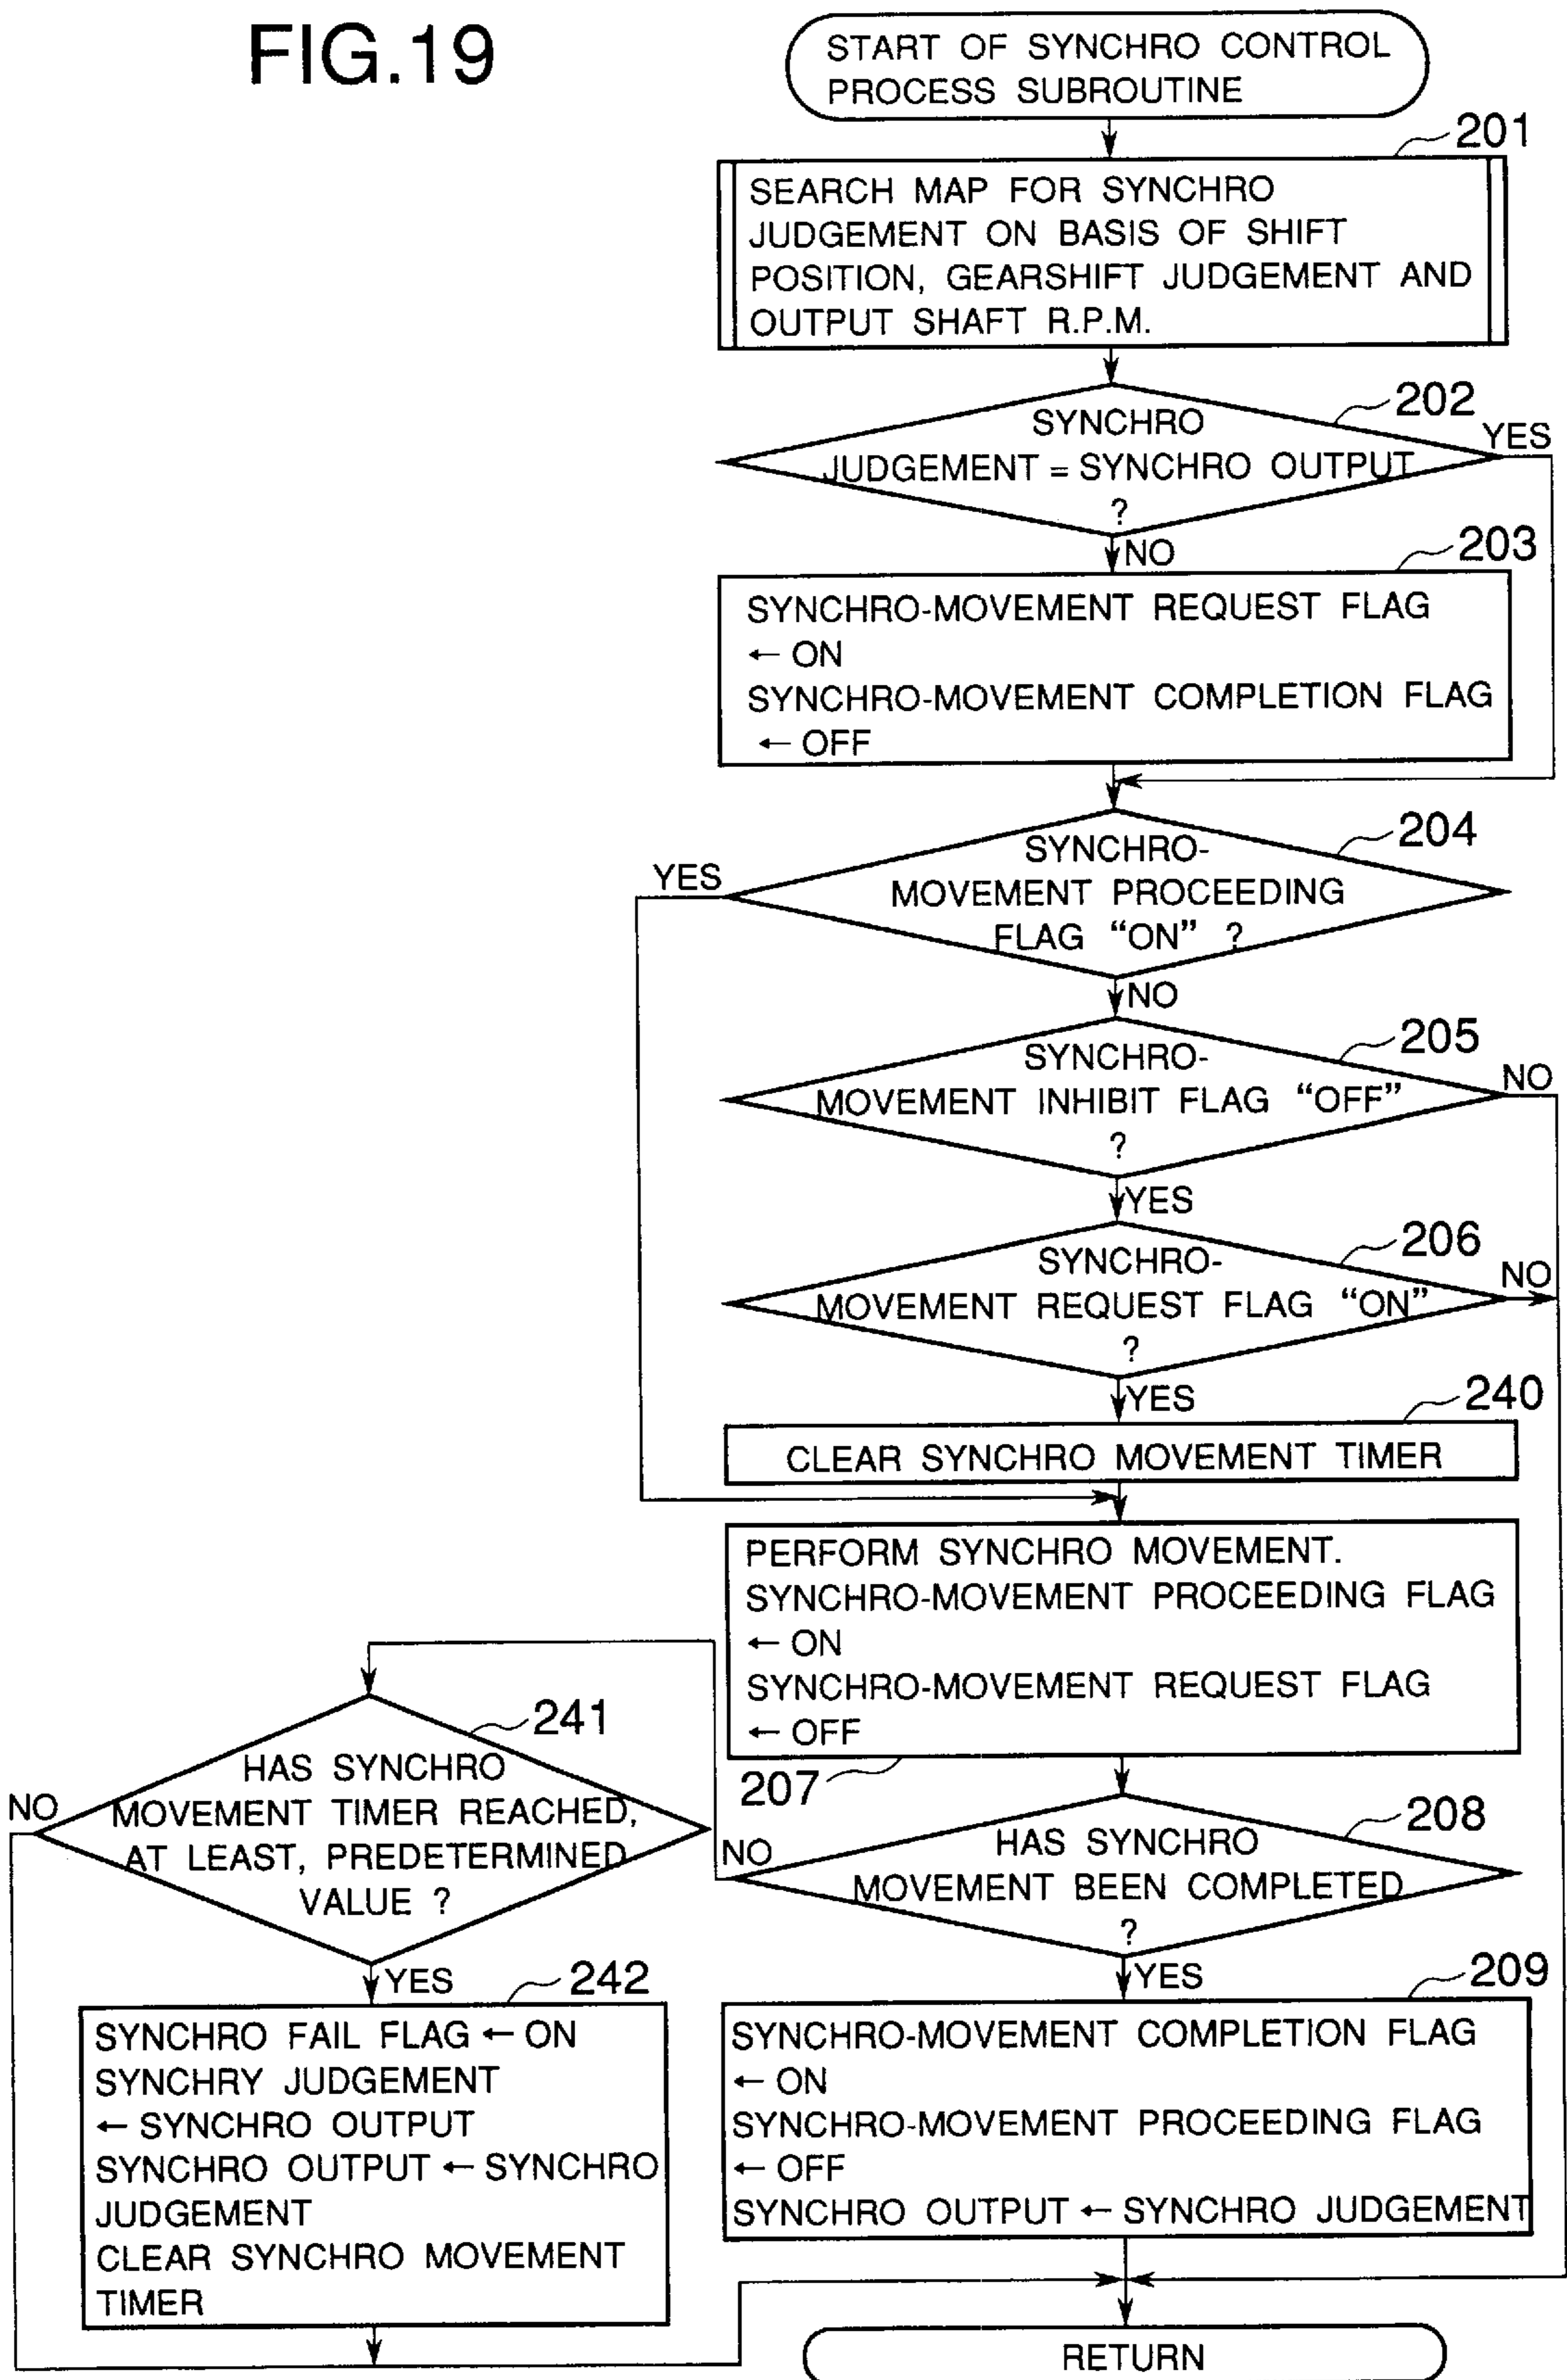 FIG.19
START OF SYNCHRO CONTROL
PROCESS SUBROUTINE
201
SEARCH MAP FOR SYNCHRO
JUDGEMENT ON BASIS OF SHIFT
POSITION, GEARSHIFT JUDGEMENT AND
OUTPUT SHAFT R.P.M.
202
SYNCHRO
JUDGEMENT = SYNCHRO OUTPUT
?
YES
NO
203
SYNCHRO-MOVEMENT REQUEST FLAG
← ON
SYNCHRO-MOVEMENT COMPLETION FLAG
← OFF
204
SYNCHRO-
MOVEMENT PROCEEDING
FLAG “ON” ?
YES
NO
205
SYNCHRO-
MOVEMENT INHIBIT FLAG “OFF”
?
NO
YES
206
SYNCHRO-
MOVEMENT REQUEST FLAG “ON”
?
NO
YES
240
CLEAR SYNCHRO MOVEMENT TIMER
PERFORM SYNCHRO MOVEMENT.
SYNCHRO-MOVEMENT PROCEEDING FLAG
← ON
SYNCHRO-MOVEMENT REQUEST FLAG
← OFF
207
208
HAS SYNCHRO
MOVEMENT BEEN COMPLETED
?
NO
YES
241
HAS SYNCHRO
MOVEMENT TIMER REACHED,
AT LEAST, PREDETERMINED
VALUE ?
NO
YES
242
SYNCHRO FAIL FLAG ← ON
SYNCHRY JUDGEMENT
← SYNCHRO OUTPUT
SYNCHRO OUTPUT ← SYNCHRO
JUDGEMENT
CLEAR SYNCHRO MOVEMENT
TIMER
209
SYNCHRO-MOVEMENT COMPLETION FLAG
← ON
SYNCHRO-MOVEMENT PROCEEDING FLAG
← OFF
SYNCHRO OUTPUT ← SYNCHRO JUDGEMENT
RETURN